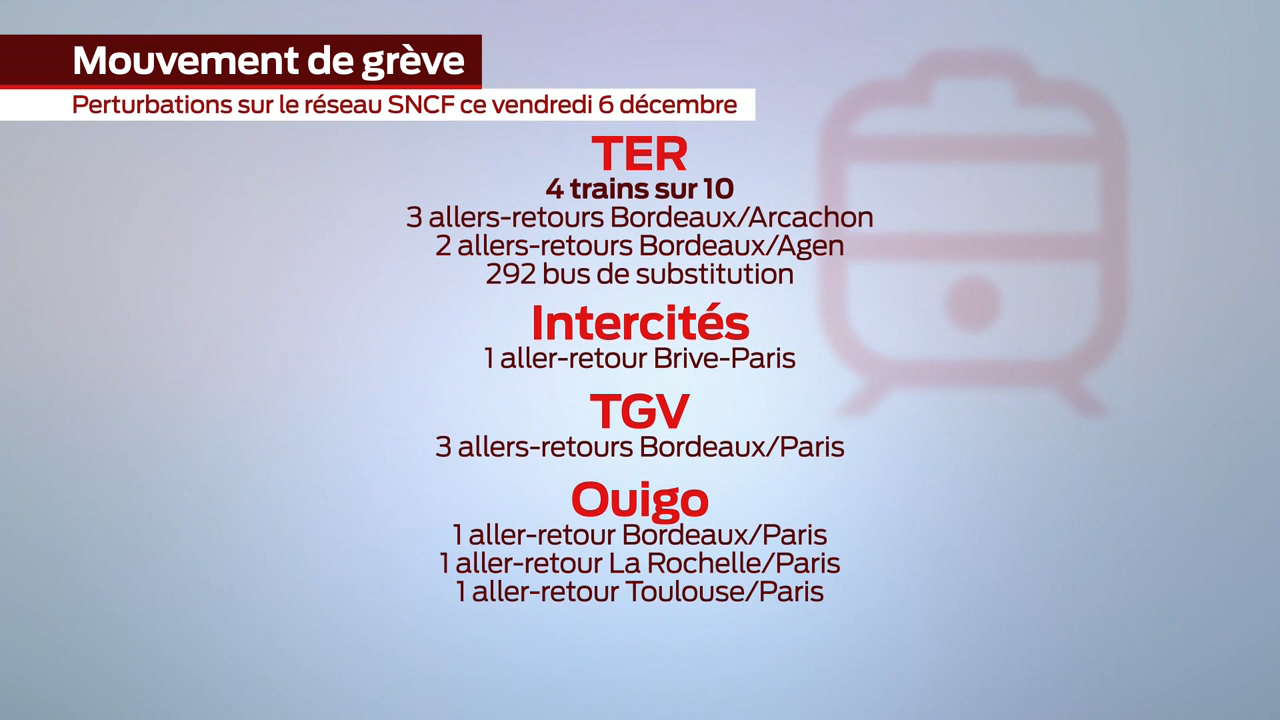 Mouvement de grève
Perturbations sur le réseau SNCF ce vendredi 6 décembre
TER
4 trains sur 10
3 allers-retours Bordeaux/Arcachon
2 allers-retours Bordeaux/Agen
292 bus de substitution
Intercités
1 aller-retour Brive-Paris
TGV
3 allers-retours Bordeaux/Paris
Ouigo
1 aller-retour Bordeaux/Paris
1 aller-retour La Rochelle/Paris
1 aller-retour Toulouse/Paris